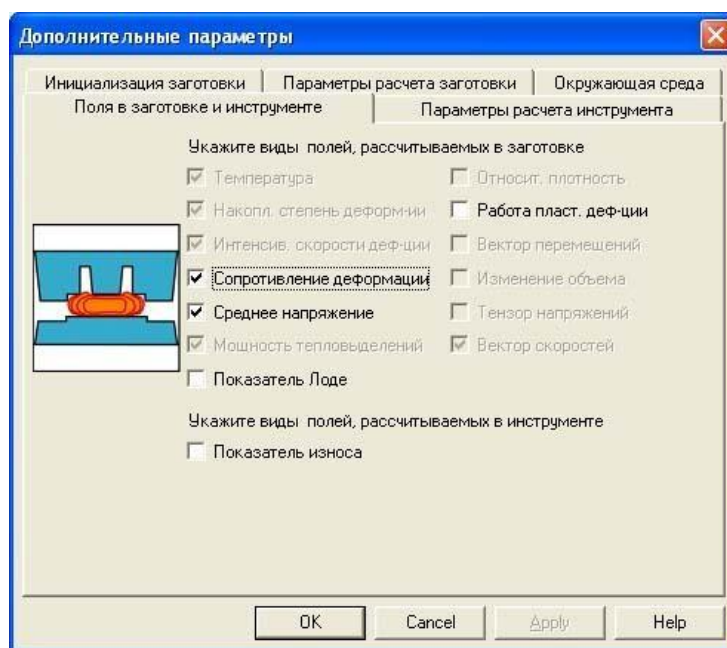 Дополнительные параметры
Инициализация заготовки
Параметры расчета заготовки
Окружающая среда
Поля в заготовке и инструменте
Параметры расчета инструмента
Укажите виды полей, рассчитываемых в заготовке
Температура
Относит. плотность
Накопл. степень деформ-ии
Работа пласт. деф-ции
Интенсив. скорости деф-ции
Вектор перемещений
Сопротивление деформации
Изменение объема
Среднее напряжение
Тензор напряжений
Мощность тепловыделений
Вектор скоростей
Показатель Лоде
Укажите виды полей, рассчитываемых в инструменте
Показатель износа
OK
Cancel
Apply
Help